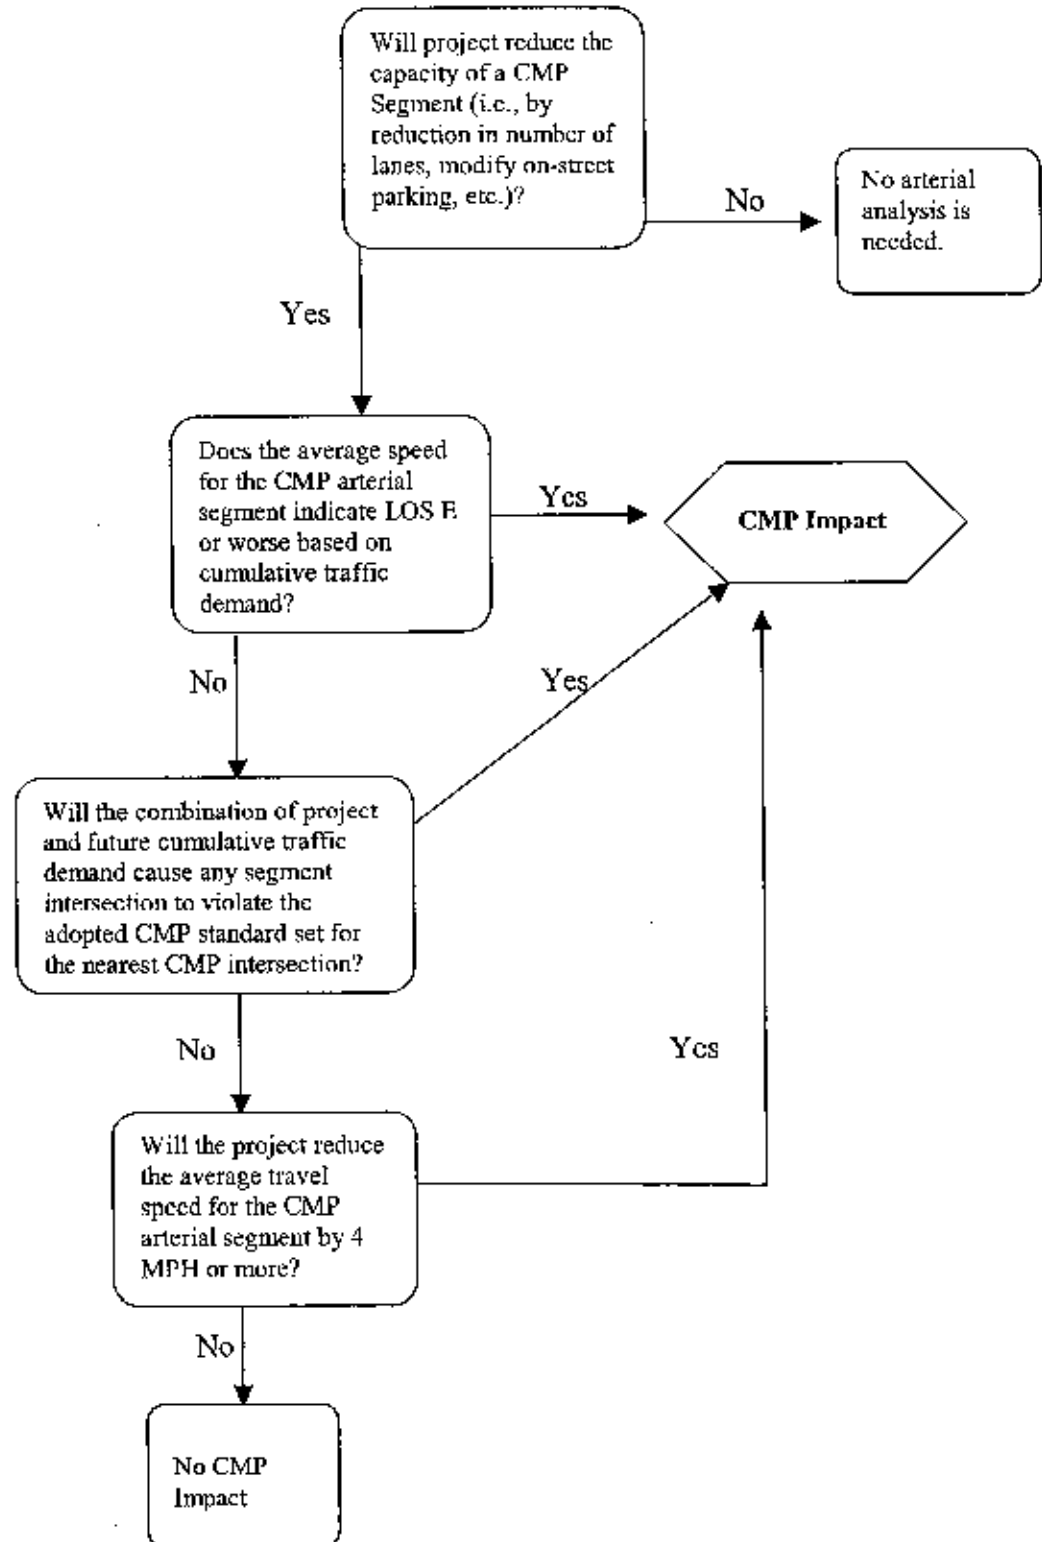 Will project reduce the
capacity of a CMP
Segment (i.e., by
reduction in number of
lanes, modify on-street
parking, etc.)?
No
No arterial
analysis is
needed.
Yes
Does the average speed
for the CMP arterial
segment indicate LOS E
or worse based on
cumulative traffic
demand?
Yes
CMP Impact
No
Yes
Will the combination of project
and future cumulative traffic
demand cause any segment
intersection to violate the
adopted CMP standard set for
the nearest CMP intersection?
No
Yes
Will the project reduce
the average travel
speed for the CMP
arterial segment by 4
MPH or more?
No
No CMP
Impact